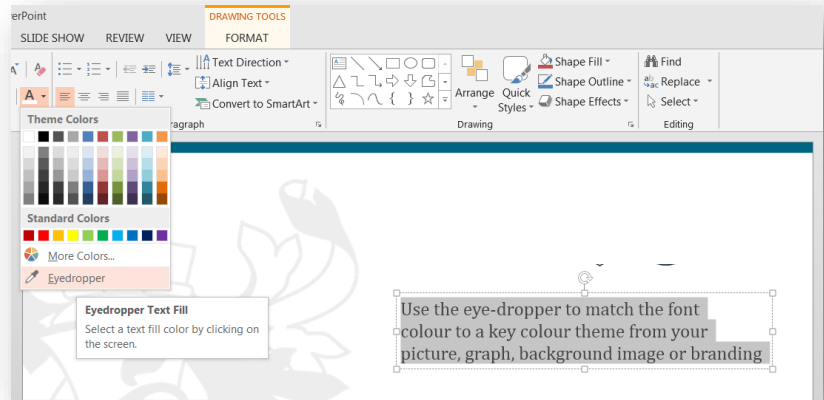 erPoint
DRAWING TOOLS
SLIDE SHOW REVIEW VIEW FORMAT
Text Direction Shape Fill Find
Align Text Shape Outline Replace
Convert to SmartArt Arrange Quick Styles Shape Effects Select
ragraph Drawing Editing
Theme Colors
Standard Colors
More Colors...
Eyedropper
Eyedropper Text Fill
Select a text fill color by clicking on
the screen.
Use the eye-dropper to match the font
colour to a key colour theme from your
picture, graph, background image or branding